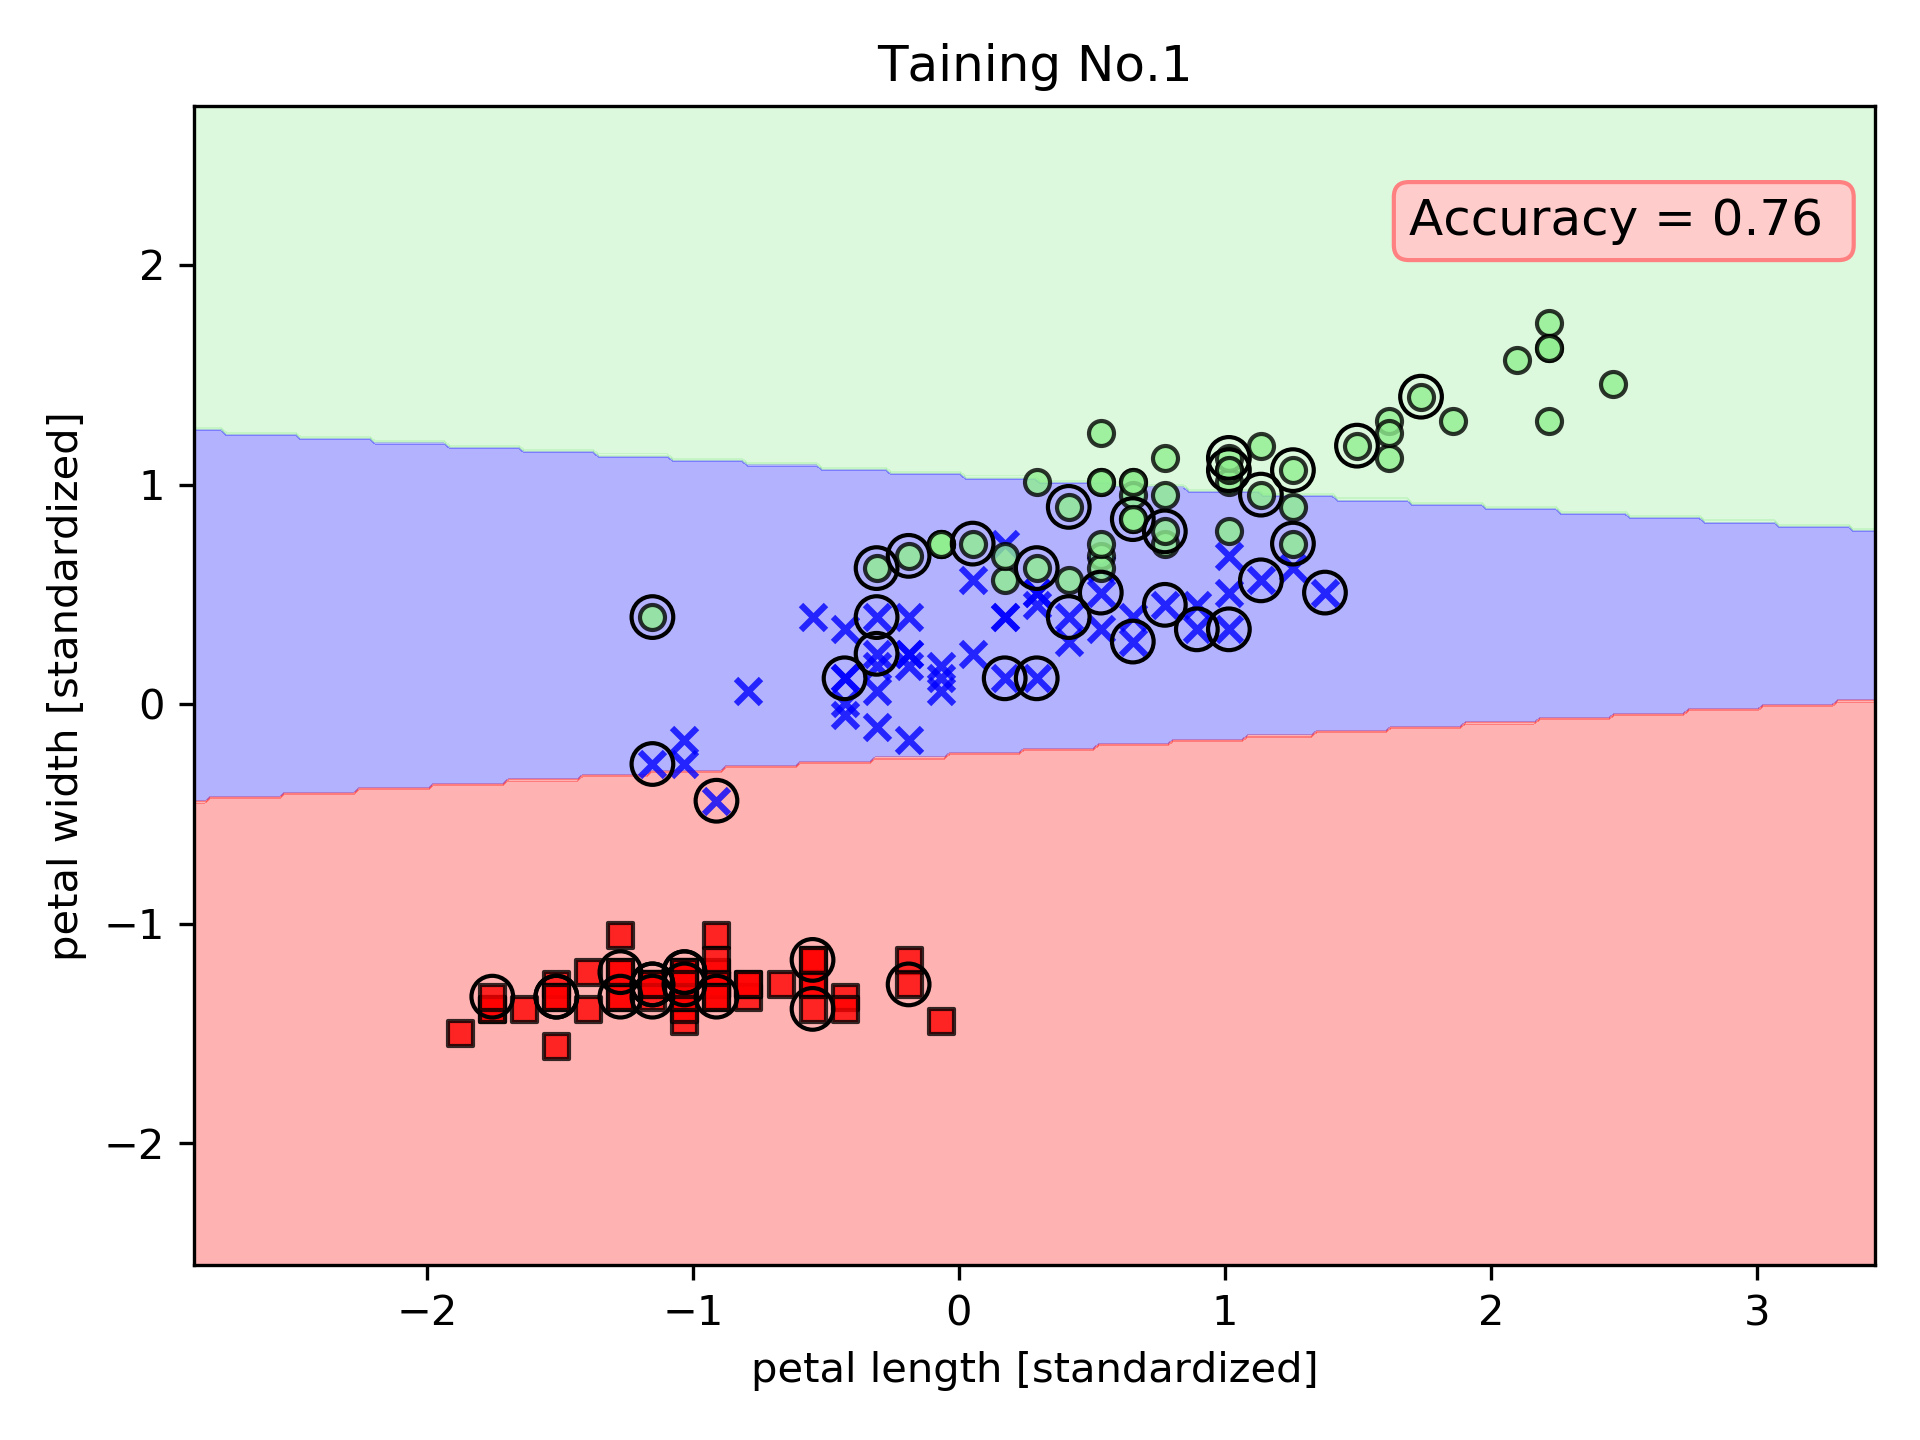 Taining No.1
Accuracy = 0.76
petal width [standardized]
2
1
0
−1
−2
−2 −1 0 1 2 3
petal length [standardized]